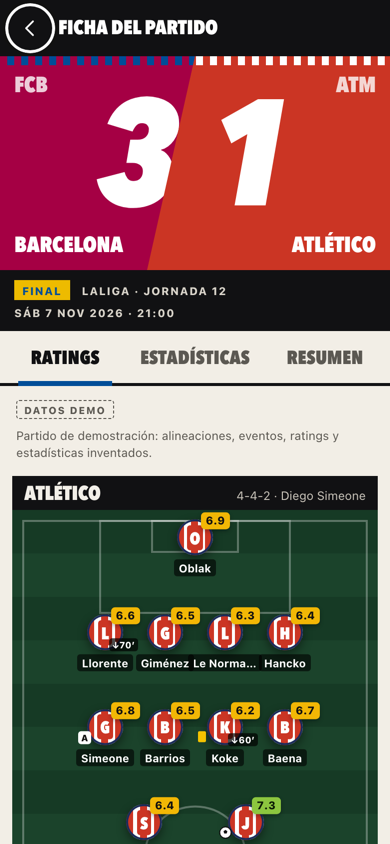 FICHA DEL PARTIDO
FCB
ATM
3 1
BARCELONA
ATLÉTICO
FINAL LALIGA · JORNADA 12
SÁB 7 NOV 2026 · 21:00
RATINGS ESTADÍSTICAS RESUMEN
DATOS DEMO
Partido de demostración: alineaciones, eventos, ratings y
estadísticas inventados.
ATLÉTICO 4-4-2 · Diego Simeone
6.9
O
Oblak
6.6 6.5 6.3 6.4
L G L H
↓70'
Llorente Giménez Le Norma... Hancko
6.8 6.5 6.2 6.7
G B K B
A ↓60'
Simeone Barrios Koke Baena
6.4 7.3
S J